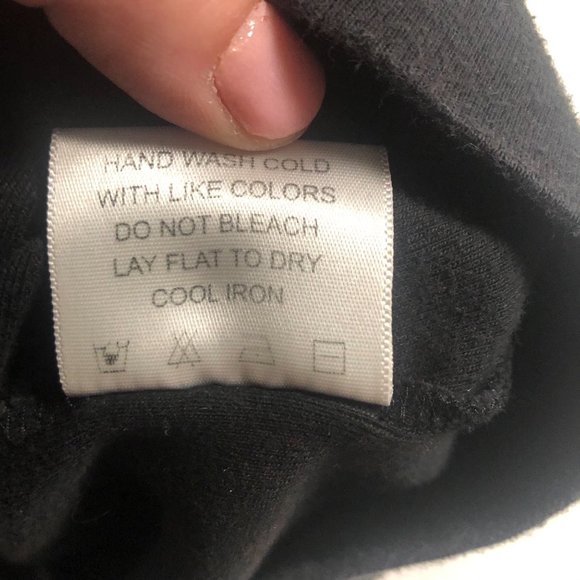 HAND WASH COLD
WITH LIKE COLORS
DO NOT BLEACH
LAY FLAT TO DRY
COOL IRON